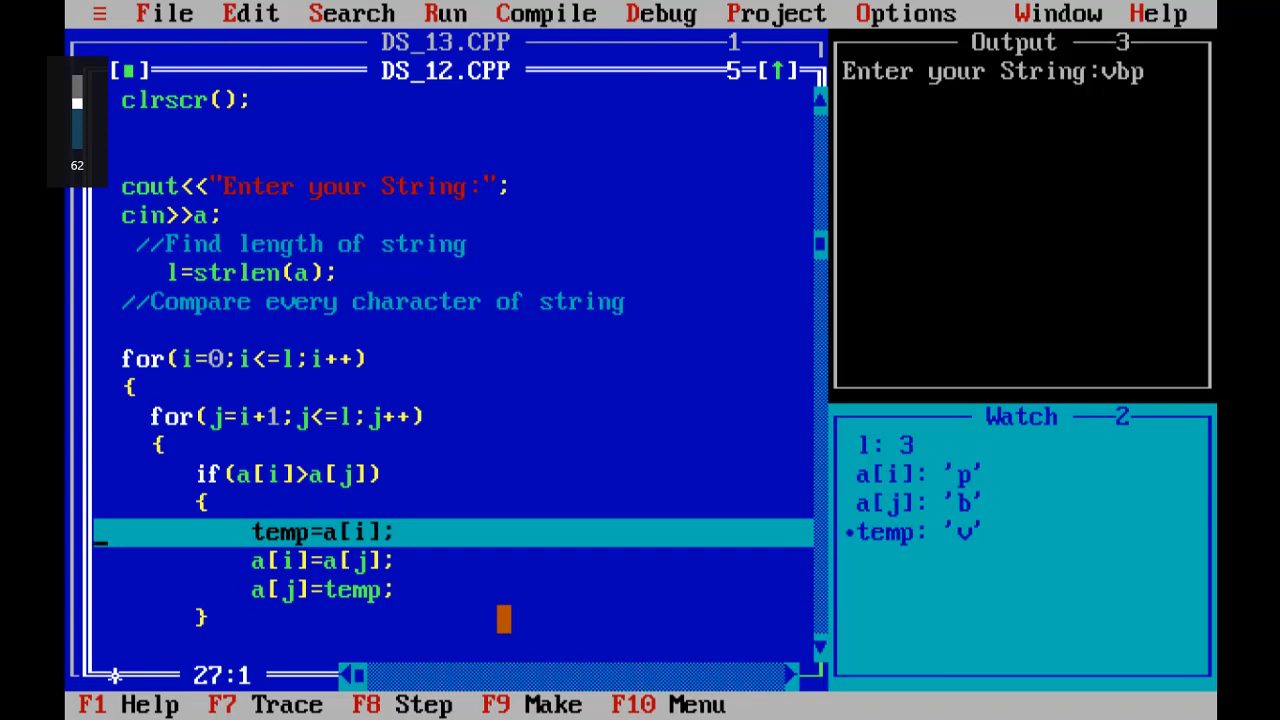 ≡ File Edit Search Run Compile Debug Project Options Window Help
DS_13.CPP 1
[■] DS_12.CPP 5=[↑]
clrscr();
cout<<"Enter your String:";
cin>>a;
//Find length of string
l=strlen(a);
//Compare every character of string
for(i=0;i<=l;i++)
{
for(j=i+1;j<=l;j++)
{
if(a[i]>a[j])
{
temp=a[i];
a[i]=a[j];
a[j]=temp;
}
27:1
62
Output 3
Enter your String:vbp
Watch 2
l: 3
a[i]: 'p'
a[j]: 'b'
•temp: 'v'
F1 Help F7 Trace F8 Step F9 Make F10 Menu